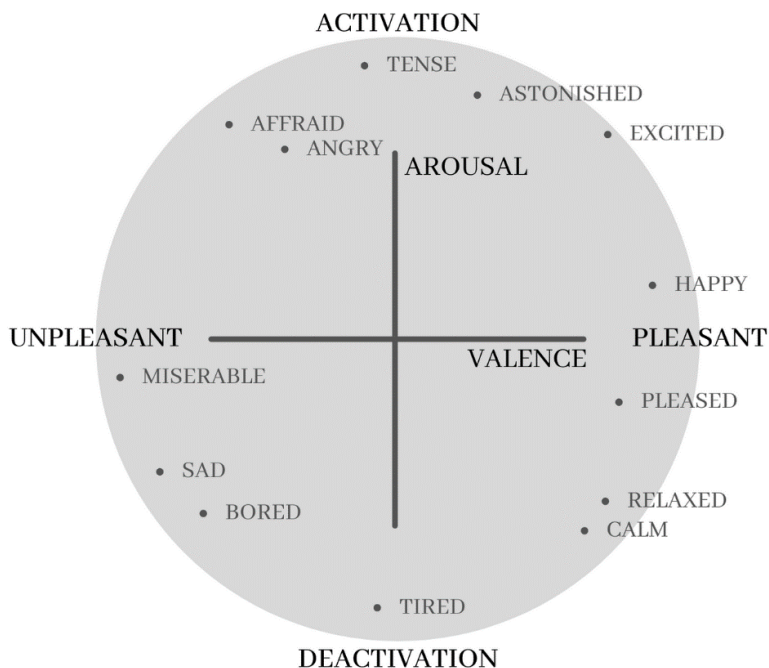 ACTIVATION
TENSE
ASTONISHED
AFFRAID
EXCITED
ANGRY
AROUSAL
HAPPY
UNPLEASANT
PLEASANT
VALENCE
MISERABLE
PLEASED
SAD
RELAXED
BORED
CALM
TIRED
DEACTIVATION